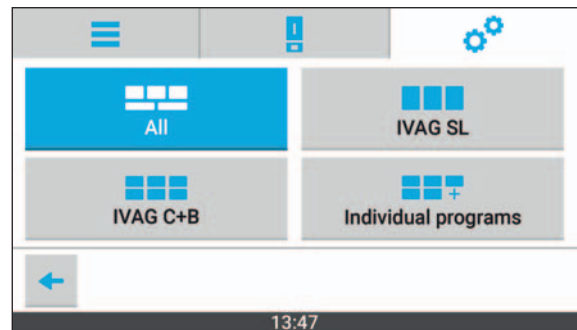 All
IVAG SL
IVAG C+B
Individual programs
13:47